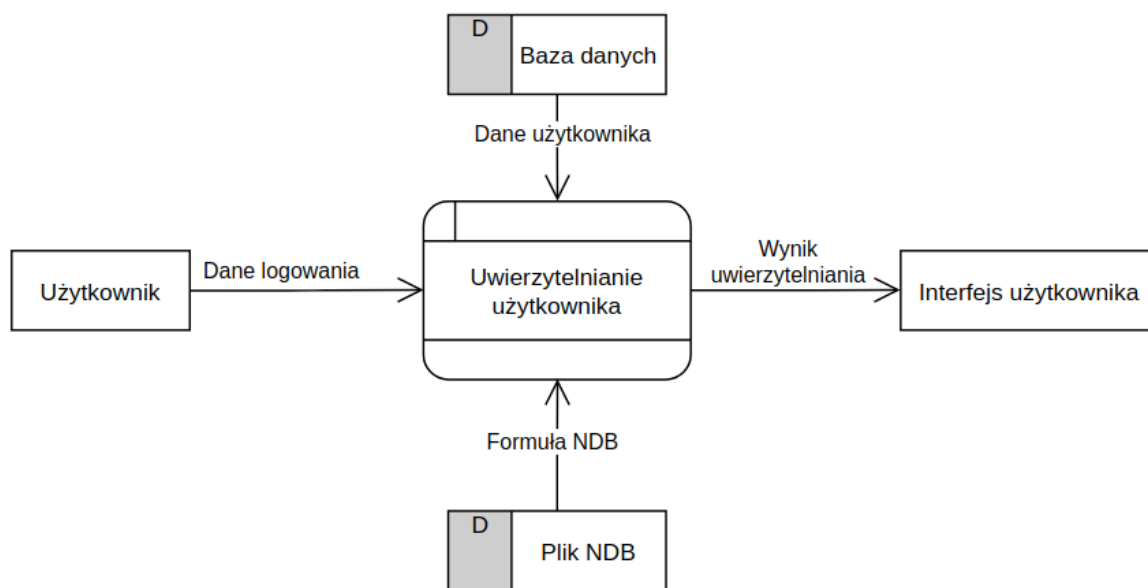 D
Baza danych
Dane użytkownika
Użytkownik
Dane logowania
Uwierzytelnianie
użytkownika
Wynik
uwierzytelniania
Interfejs użytkownika
Formuła NDB
D
Plik NDB